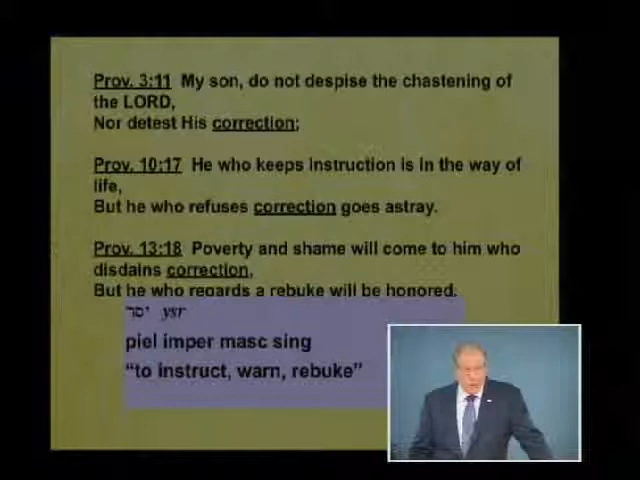 Prov. 3:11 My son, do not despise the chastening of
the LORD,
Nor detest His correction;
Prov. 10:17 He who keeps instruction is in the way of
life,
But he who refuses correction goes astray.
Prov. 13:18 Poverty and shame will come to him who
disdains correction,
But he who regards a rebuke will be honored.
יסר ysr
piel imper masc sing
"to instruct, warn, rebuke"